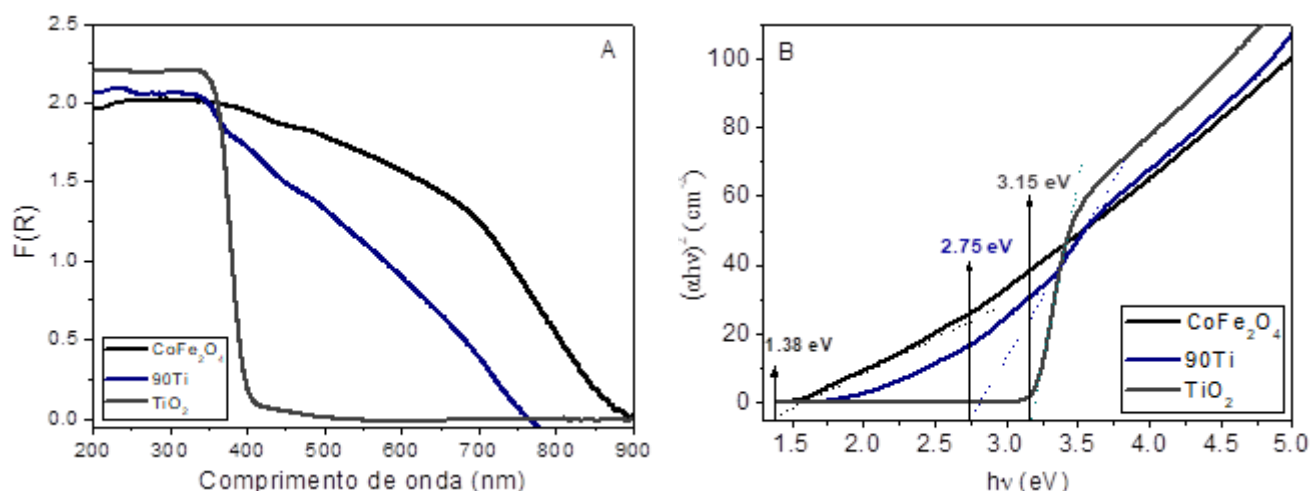 A
2.5
2.0
1.5
1.0
0.5
0.0
F(R)
CoFe₂O₄
90Ti
TiO₂
200 300 400 500 600 700 800 900
Comprimento de onda (nm)
B
100
80
60
40
20
0
(αhν)² (cm⁻²)
3.15 eV
2.75 eV
1.38 eV
CoFe₂O₄
90Ti
TiO₂
1.5 2.0 2.5 3.0 3.5 4.0 4.5 5.0
hν (eV)